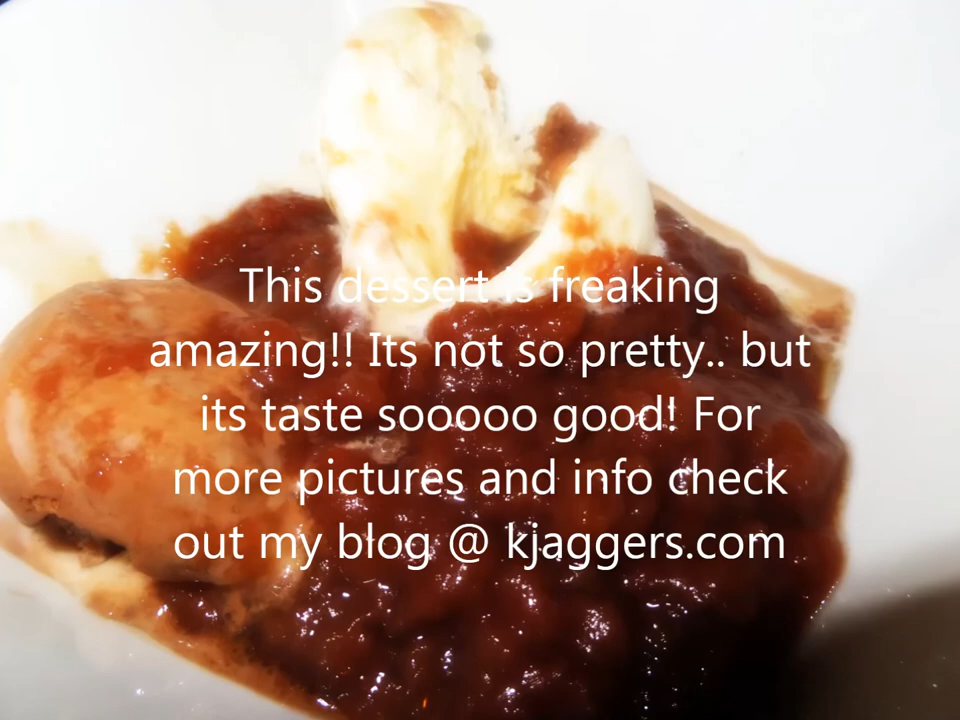 This dessert is freaking
amazing!! Its not so pretty.. but
its taste sooooo good! For
more pictures and info check
out my blog @ kjaggers.com